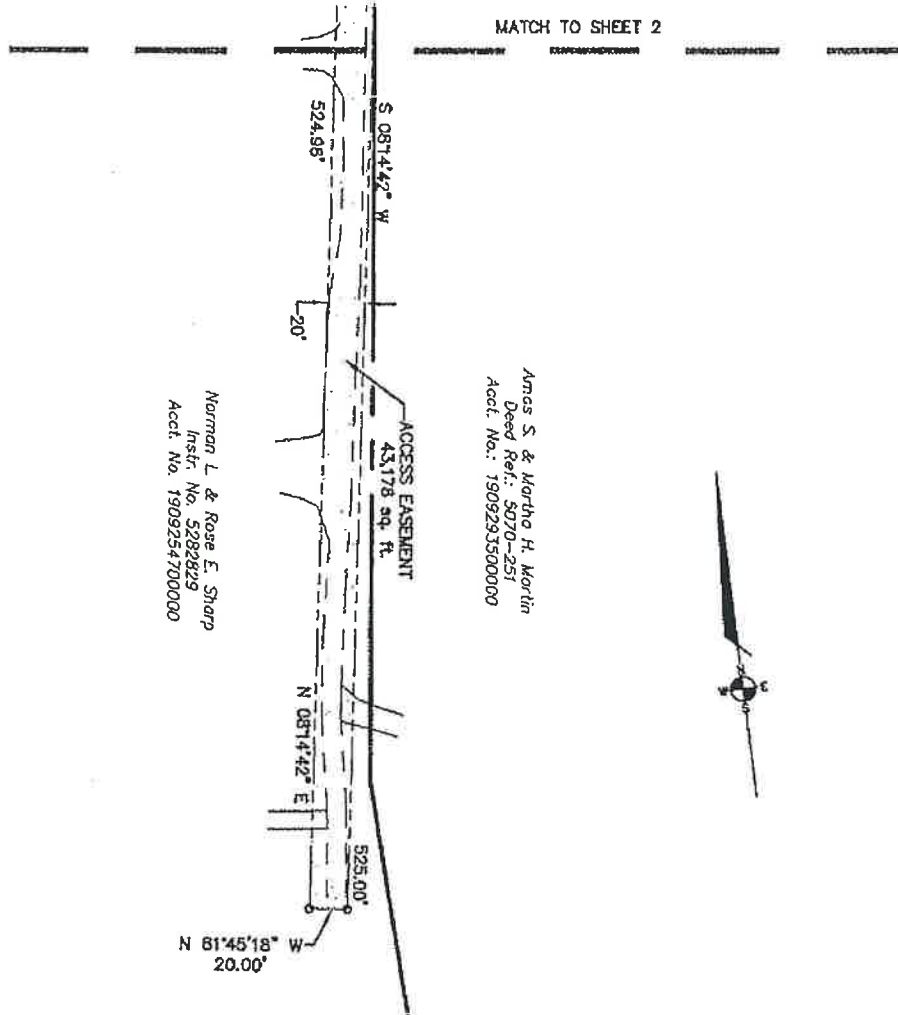 MATCH TO SHEET 2
S 08°14'42" W
524.98'
20'
ACCESS EASEMENT
43,178 sq. ft.
Amos S. & Martha H. Martin
Deed Ref.: 5070-251
Acct. No.: 1909293500000
Norman L & Rose E. Sharp
Instr. No. 5282829
Acct. No. 1909254700000
N
W
E
S
N 08°14'42" E
525.00'
N 81°45'18" W
20.00'